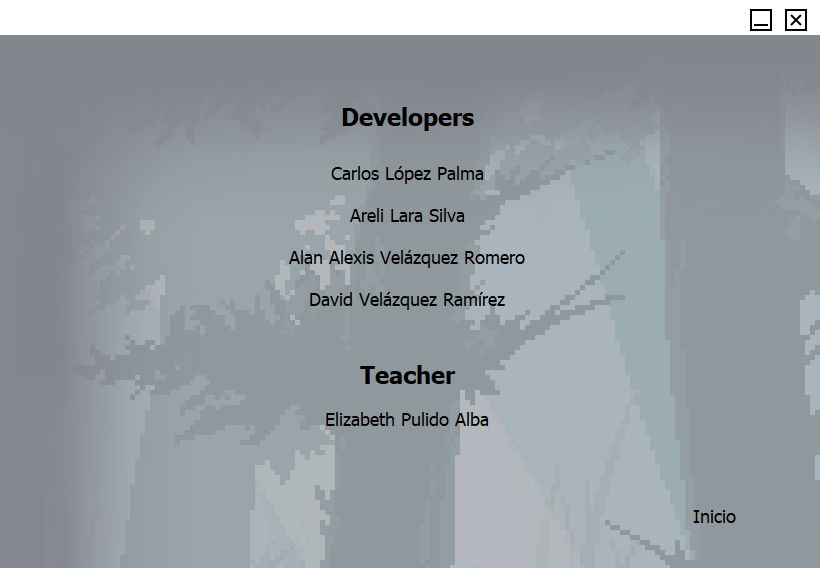 Developers
Carlos López Palma
Areli Lara Silva
Alan Alexis Velázquez Romero
David Velázquez Ramírez
Teacher
Elizabeth Pulido Alba
Inicio